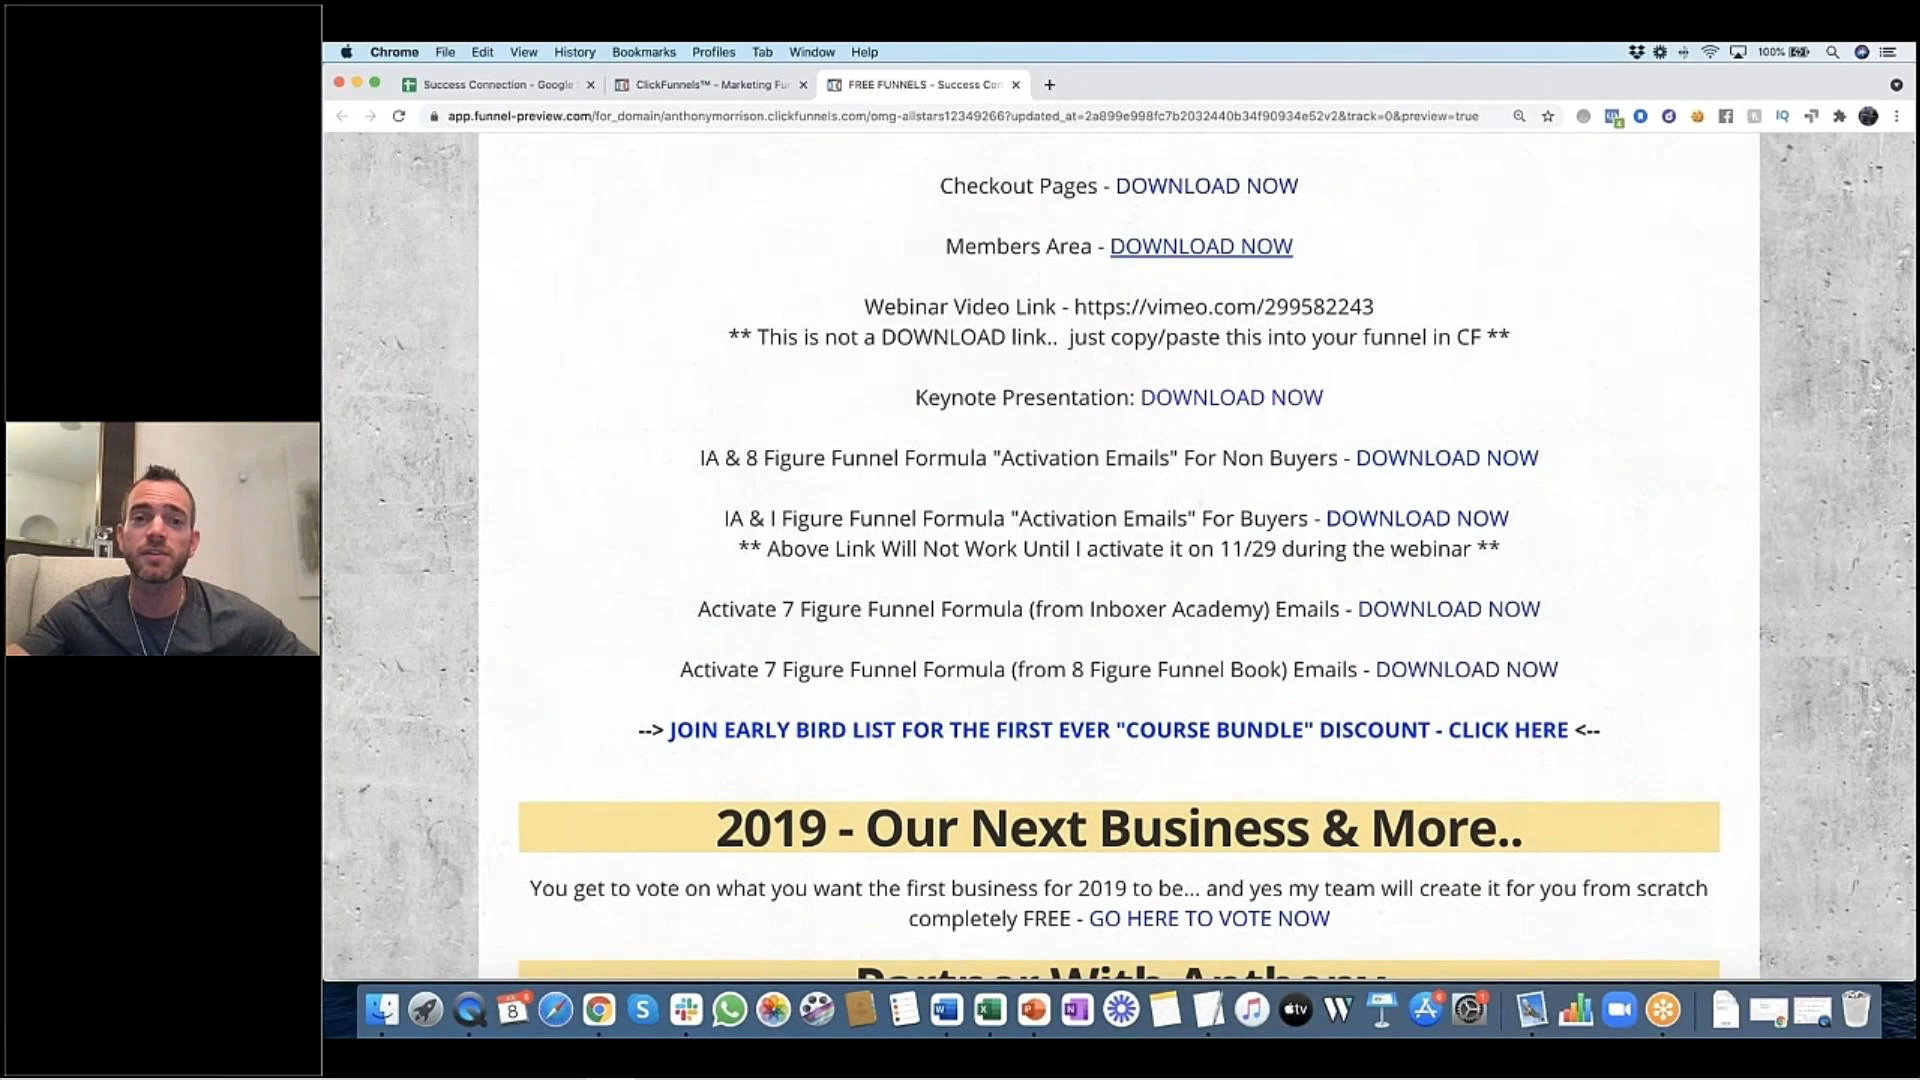 Chrome File Edit View History Bookmarks Profiles Tab Window Help 100%
Success Connection - Google
ClickFunnels™ - Marketing Fu
FREE FUNNELS - Success Con
app.funnel-preview.com/for_domain/anthonymorrison.clickfunnels.com/omg-allstars12349266?updated_at=2a899e998fc7b2032440b34f90934e52v2&track=0&preview=true
IQ
Checkout Pages - DOWNLOAD NOW
Members Area - DOWNLOAD NOW
Webinar Video Link - https://vimeo.com/299582243
** This is not a DOWNLOAD link.. just copy/paste this into your funnel in CF **
Keynote Presentation: DOWNLOAD NOW
IA & 8 Figure Funnel Formula "Activation Emails" For Non Buyers - DOWNLOAD NOW
IA & I Figure Funnel Formula "Activation Emails" For Buyers - DOWNLOAD NOW
** Above Link Will Not Work Until I activate it on 11/29 during the webinar **
Activate 7 Figure Funnel Formula (from Inboxer Academy) Emails - DOWNLOAD NOW
Activate 7 Figure Funnel Formula (from 8 Figure Funnel Book) Emails - DOWNLOAD NOW
--> JOIN EARLY BIRD LIST FOR THE FIRST EVER "COURSE BUNDLE" DISCOUNT - CLICK HERE <--
2019 - Our Next Business & More..
You get to vote on what you want the first business for 2019 to be... and yes my team will create it for you from scratch
completely FREE - GO HERE TO VOTE NOW
Partner With Anthony
8
tv